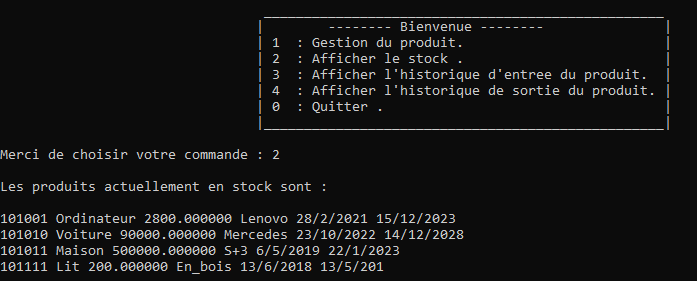 -------- Bienvenue --------
1 : Gestion du produit.
2 : Afficher le stock .
3 : Afficher l'historique d'entree du produit.
4 : Afficher l'historique de sortie du produit.
0 : Quitter .
Merci de choisir votre commande : 2
Les produits actuellement en stock sont :
101001 Ordinateur 2800.000000 Lenovo 28/2/2021 15/12/2023
101010 Voiture 90000.000000 Mercedes 23/10/2022 14/12/2028
101011 Maison 500000.000000 S+3 6/5/2019 22/1/2023
101111 Lit 200.000000 En_bois 13/6/2018 13/5/201